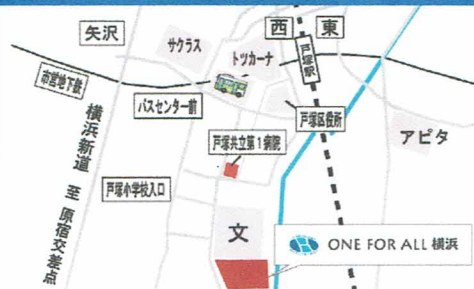 矢沢
サクラス
トツカーナ
西
東
戸塚駅
市営地下鉄
バスセンター前
戸塚区役所
アピタ
戸塚共立第1病院
横浜新道 至 原宿交差点
戸塚小学校入口
文
ONE FOR ALL 横浜